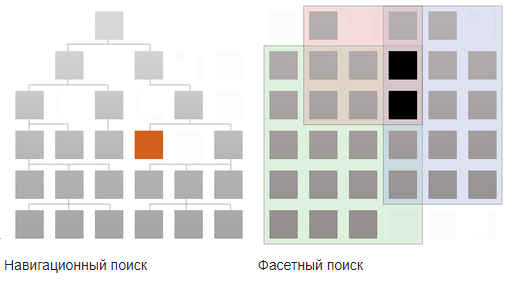 Навигационный поиск
Фасетный поиск